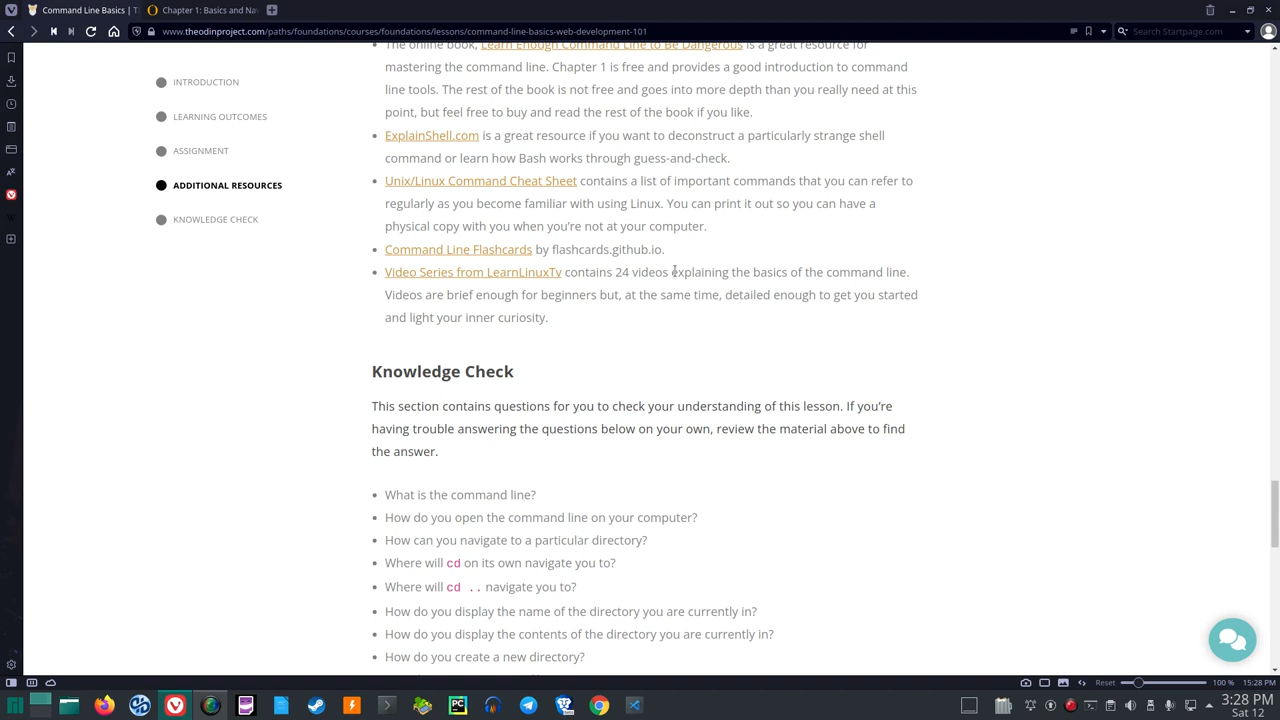 Command Line Basics | T
Chapter 1: Basics and Nav
www.theodinproject.com/paths/foundations/courses/foundations/lessons/command-line-basics-web-development-101
Search Startpage.com
INTRODUCTION
LEARNING OUTCOMES
ASSIGNMENT
ADDITIONAL RESOURCES
KNOWLEDGE CHECK
The online book, Learn Enough Command Line to Be Dangerous is a great resource for
mastering the command line. Chapter 1 is free and provides a good introduction to command
line tools. The rest of the book is not free and goes into more depth than you really need at this
point, but feel free to buy and read the rest of the book if you like.
ExplainShell.com is a great resource if you want to deconstruct a particularly strange shell
command or learn how Bash works through guess-and-check.
Unix/Linux Command Cheat Sheet contains a list of important commands that you can refer to
regularly as you become familiar with using Linux. You can print it out so you can have a
physical copy with you when you’re not at your computer.
Command Line Flashcards by flashcards.github.io.
Video Series from LearnLinuxTv contains 24 videos explaining the basics of the command line.
Videos are brief enough for beginners but, at the same time, detailed enough to get you started
and light your inner curiosity.
Knowledge Check
This section contains questions for you to check your understanding of this lesson. If you’re
having trouble answering the questions below on your own, review the material above to find
the answer.
What is the command line?
How do you open the command line on your computer?
How can you navigate to a particular directory?
Where will cd on its own navigate you to?
Where will cd .. navigate you to?
How do you display the name of the directory you are currently in?
How do you display the contents of the directory you are currently in?
How do you create a new directory?
Reset
100 %
15:28 PM
3:28 PM
Sat 12